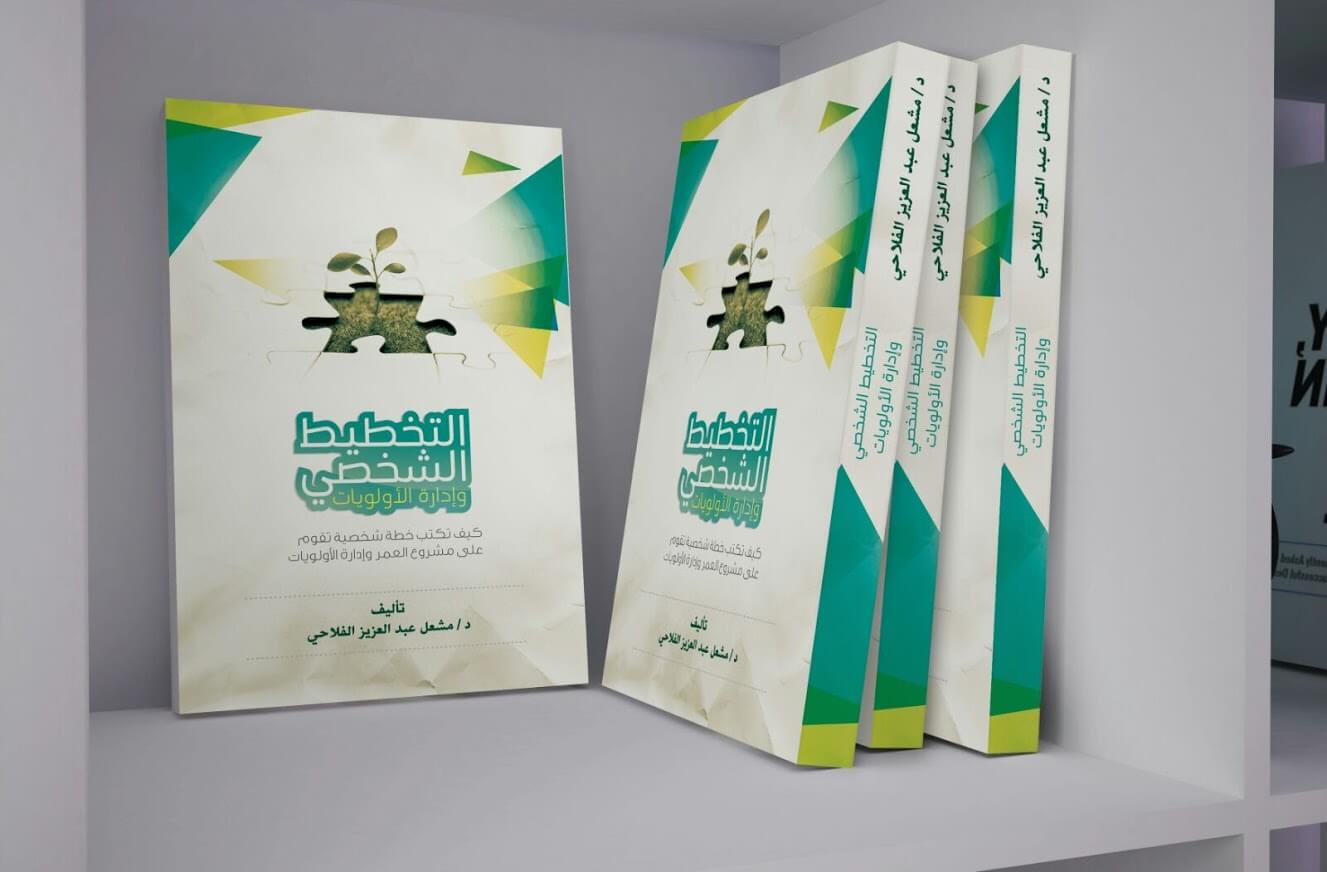 التخطيط
الشخصي
وإدارة الأولويات
كيف تكتب خطة شخصية تقوم
على مشروع العمر وإدارة الأولويات
تأليف
د/ مشعل عبد العزيز الفلاحي
التخطيط
الشخصي
وإدارة الأولويات
كيف تكتب خطة شخصية تقوم
على مشروع العمر وإدارة الأولويات
تأليف
د/ مشعل عبد العزيز الفلاحي
د/ مشعل عبد العزيز الفلاحي
التخطيط الشخصي
وإدارة الأولويات
د/ مشعل عبد العزيز الفلاحي
التخطيط الشخصي
وإدارة الأولويات
د/ مشعل عبد العزيز الفلاحي
التخطيط الشخصي
وإدارة الأولويات
Asked